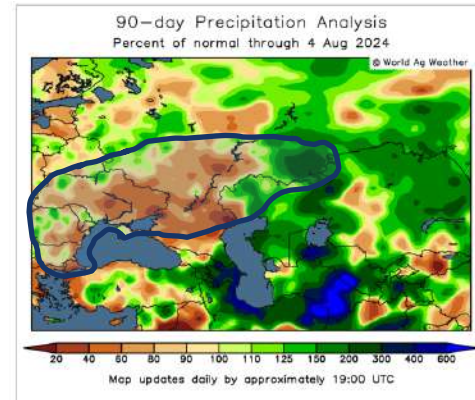 90-day Precipitation Analysis
Percent of normal through 4 Aug 2024
© World Ag Weather
20 40 60 80 90 100 110 125 150 200 300 400 600
Map updates daily by approximately 19:00 UTC